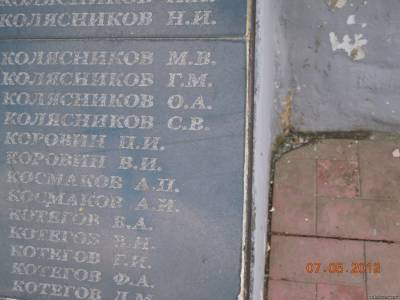 КОЛЯСНИКОВ Н.Й.
КОЛЯСНИКОВ М.В.
КОЛЯСНИКОВ Г.М.
КОЛЯСНИКОВ О.А.
КОЛЯСНИКОВ С.В.
КОРОВИН П.И.
КОРОВИН В.И.
КОСМАКОВ А.П.
КОСМАКОВ А.И.
КОТЕГОВ В.А.
КОТЕГОВ В.Н.
КОТЕГОВ Г.К.
КОТЕГОВ Ф.А.
КОТЕГОВ
07.05.2012